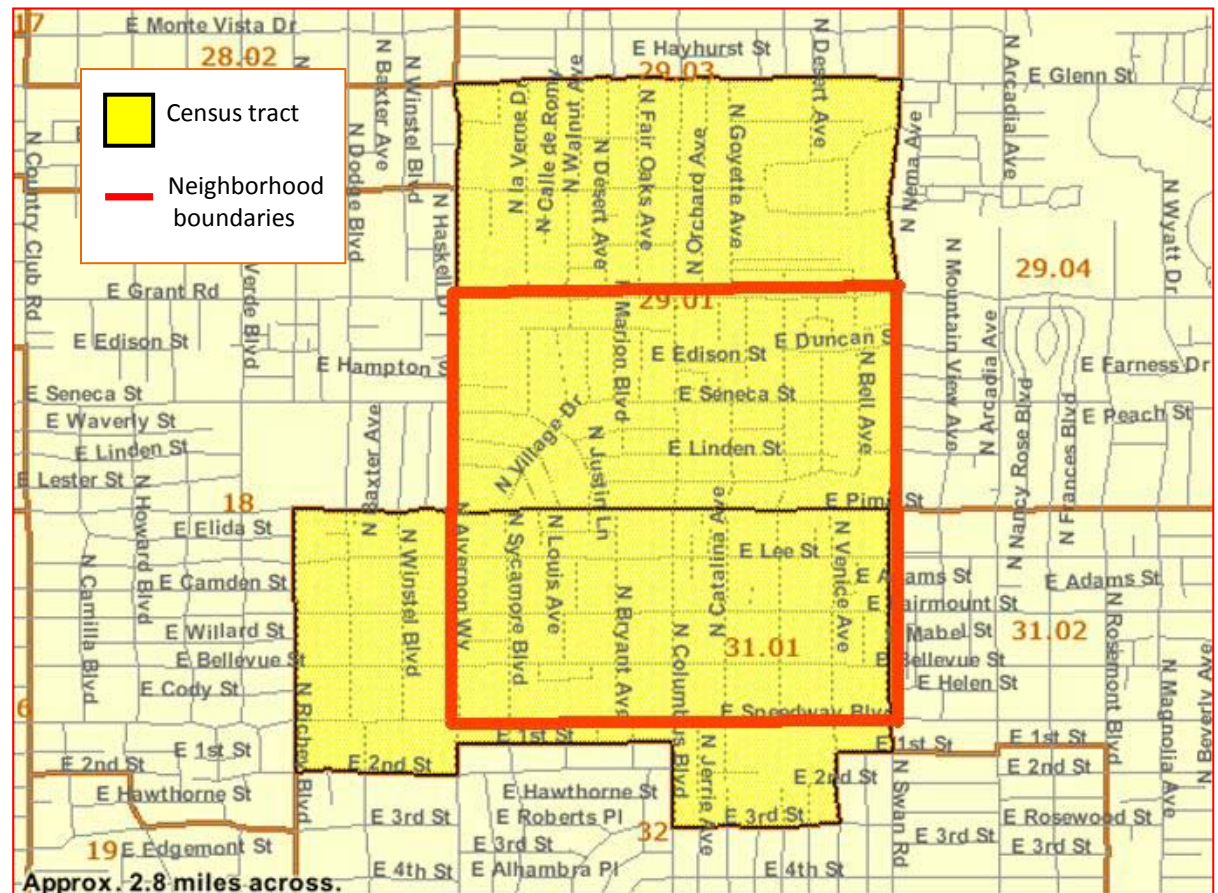 17
E Monte Vista Dr
28.02
E Hayhurst St
29.03
E Glenn St
N Baxter Ave
N Winstel Blvd
N Desert Ave
N Arcadia Ave
Census tract
Neighborhood
boundaries
N
N Country Club Rd
N Dodge Blvd
N Haskell Dr
N la Verne Dr
N Calle de Romy
N Walnut Ave
N Desert Ave
N Fair Oaks Ave
N Orchard Ave
N Goyette Ave
N Nema Ave
N Arcadia Ave
N Wyatt Dr
Verde Blvd
N Mountain View Ave
29.04
E Grant Rd
29.01
N Marion Blvd
E Edison St
E Edison St
E Duncan S
E Hampton S
N Bell Ave
E Farness Dr
E Seneca St
E Seneca St
N Nancy Rose Blvd
N Frances Blvd
E Peach St
E Waverly St
E Linden St
E Linden St
N Village Dr
N Justin Ln
E Lester St
N Howard Blvd
N Baxter Ave
18
E Pima St
E Elida St
N Camilla Blvd
N Winstel Blvd
N Alvernon Wy
N Sycamore Blvd
N Louis Ave
N Bryant Ave
N Catalina Ave
E Lee St
N Venice Ave
E Camden St
E Adams St
E Adams St
E Fairmount St
E Willard St
Mabel St
31.02
E Bellevue St
31.01
Bellevue St
E Cody St
E Helen St
N Columbus Blvd
N Rosemont Blvd
N Magnolia Ave
N Beverly Ave
6
N Richey Blvd
E Speedway Blv
E 1st St
E 1st St
E 1st St
E 1st St
E 2nd St
E 2nd St
E 2nd St
E 2nd St
N Jerrie Ave
N Swan Rd
E Hawthorne St
E Hawthorne St
E 3rd St
E Roberts Pl
E 3rd St
E Rosewood St
32
19
E Edgemont St
E 3rd St
E 3rd St
E 3rd St
E 4th St
E Alhambra Pl
E 4th St
Approx. 2.8 miles across.